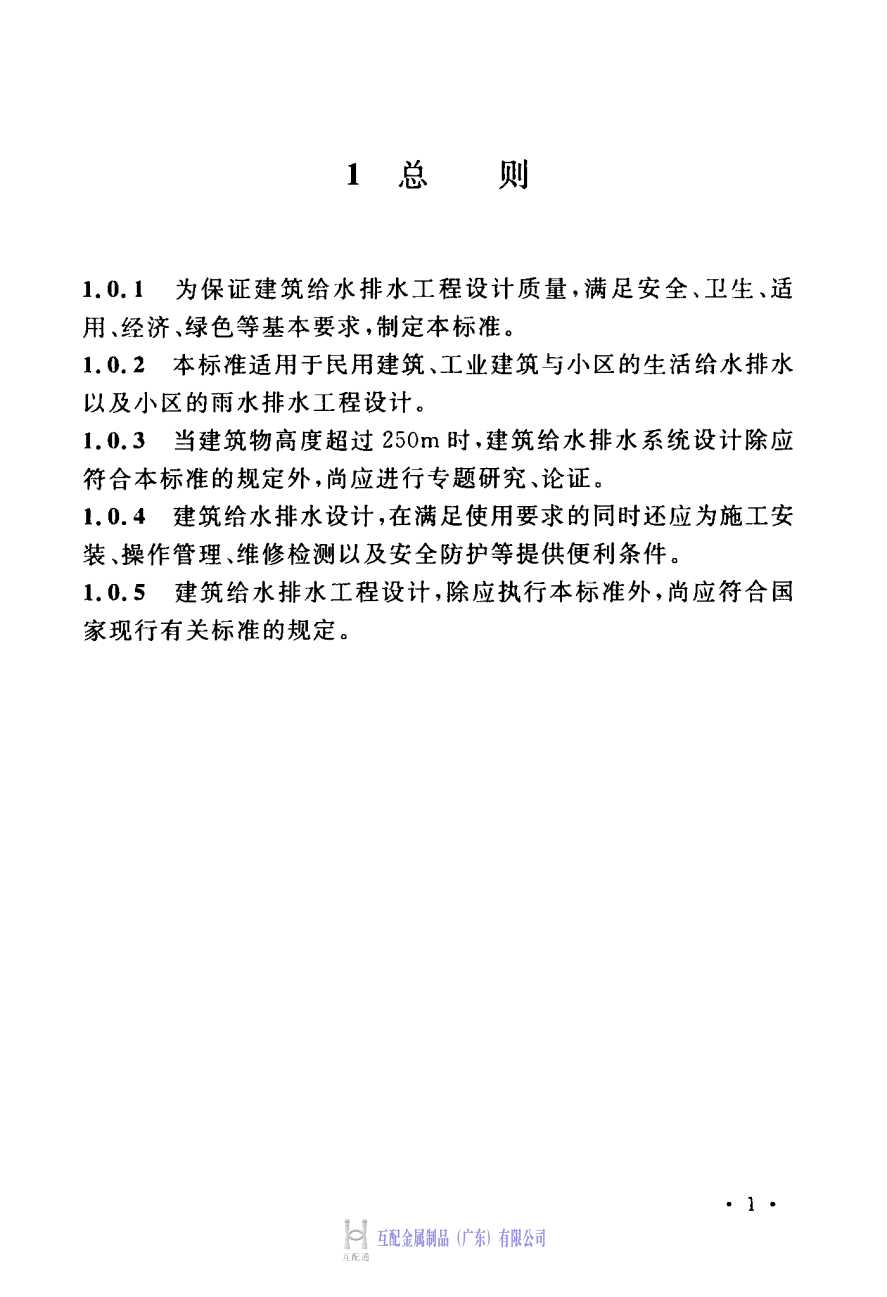 1 总 则
1.0.1 为保证建筑给水排水工程设计质量,满足安全、卫生、适
用、经济、绿色等基本要求,制定本标准。
1.0.2 本标准适用于民用建筑、工业建筑与小区的生活给水排水
以及小区的雨水排水工程设计。
1.0.3 当建筑物高度超过 250m 时,建筑给水排水系统设计除应
符合本标准的规定外,尚应进行专题研究、论证。
1.0.4 建筑给水排水设计,在满足使用要求的同时还应为施工安
装、操作管理、维修检测以及安全防护等提供便利条件。
1.0.5 建筑给水排水工程设计,除应执行本标准外,尚应符合国
家现行有关标准的规定。
· 1 ·
互配金属制品（广东）有限公司
互配通